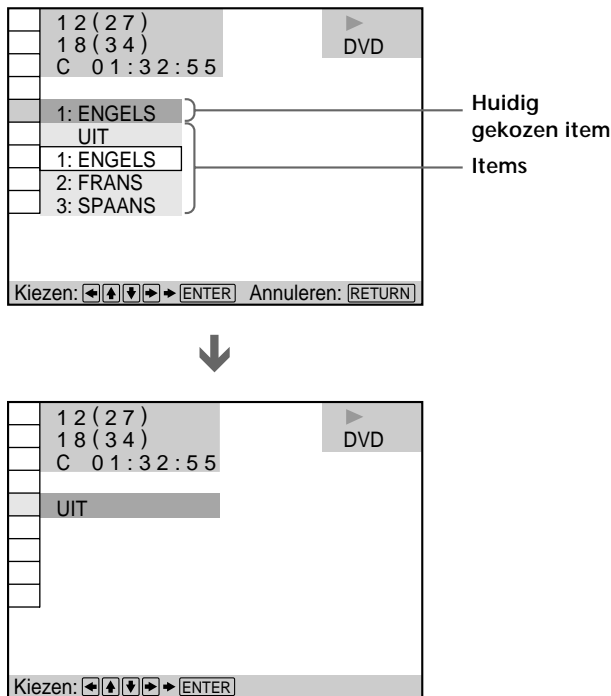 12(27)
18(34)
DVD
C 01:32:55
1: ENGELS
Huidig
gekozen item
UIT
1: ENGELS
Items
2: FRANS
3: SPAANS
Kiezen: ENTER Annuleren: RETURN
12(27)
18(34)
DVD
C 01:32:55
UIT
Kiezen: ENTER